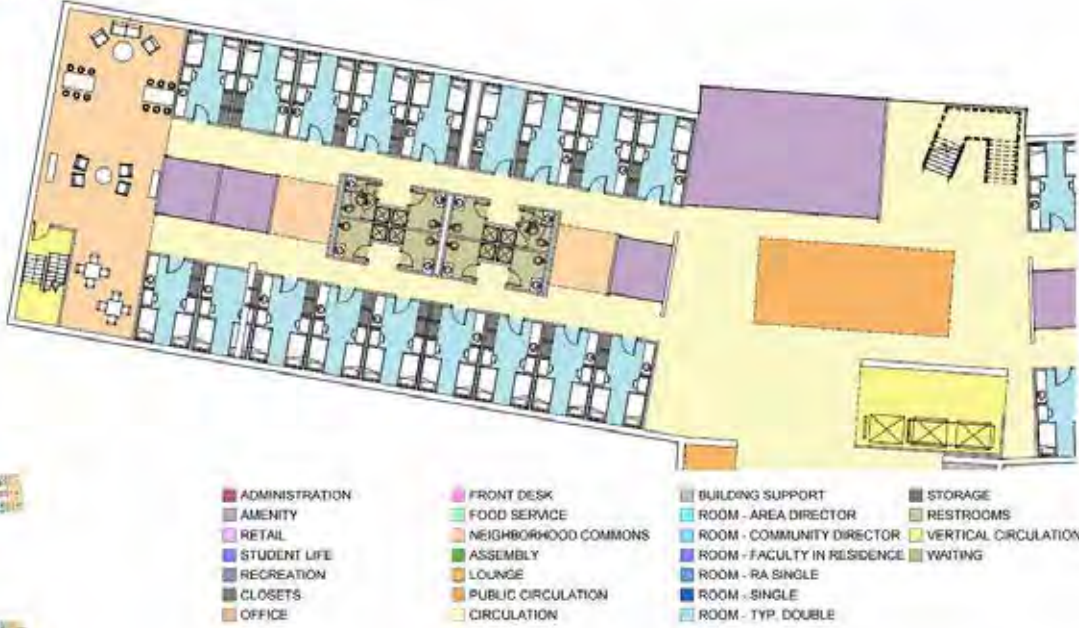 ADMINISTRATION
AMENITY
RETAIL
STUDENT LIFE
RECREATION
CLOSETS
OFFICE
FRONT DESK
FOOD SERVICE
NEIGHBORHOOD COMMONS
ASSEMBLY
LOUNGE
PUBLIC CIRCULATION
CIRCULATION
BUILDING SUPPORT
ROOM - AREA DIRECTOR
ROOM - COMMUNITY DIRECTOR
ROOM - FACULTY IN RESIDENCE
ROOM - RA SINGLE
ROOM - SINGLE
ROOM - TYP. DOUBLE
STORAGE
RESTROOMS
VERTICAL CIRCULATION
WAITING